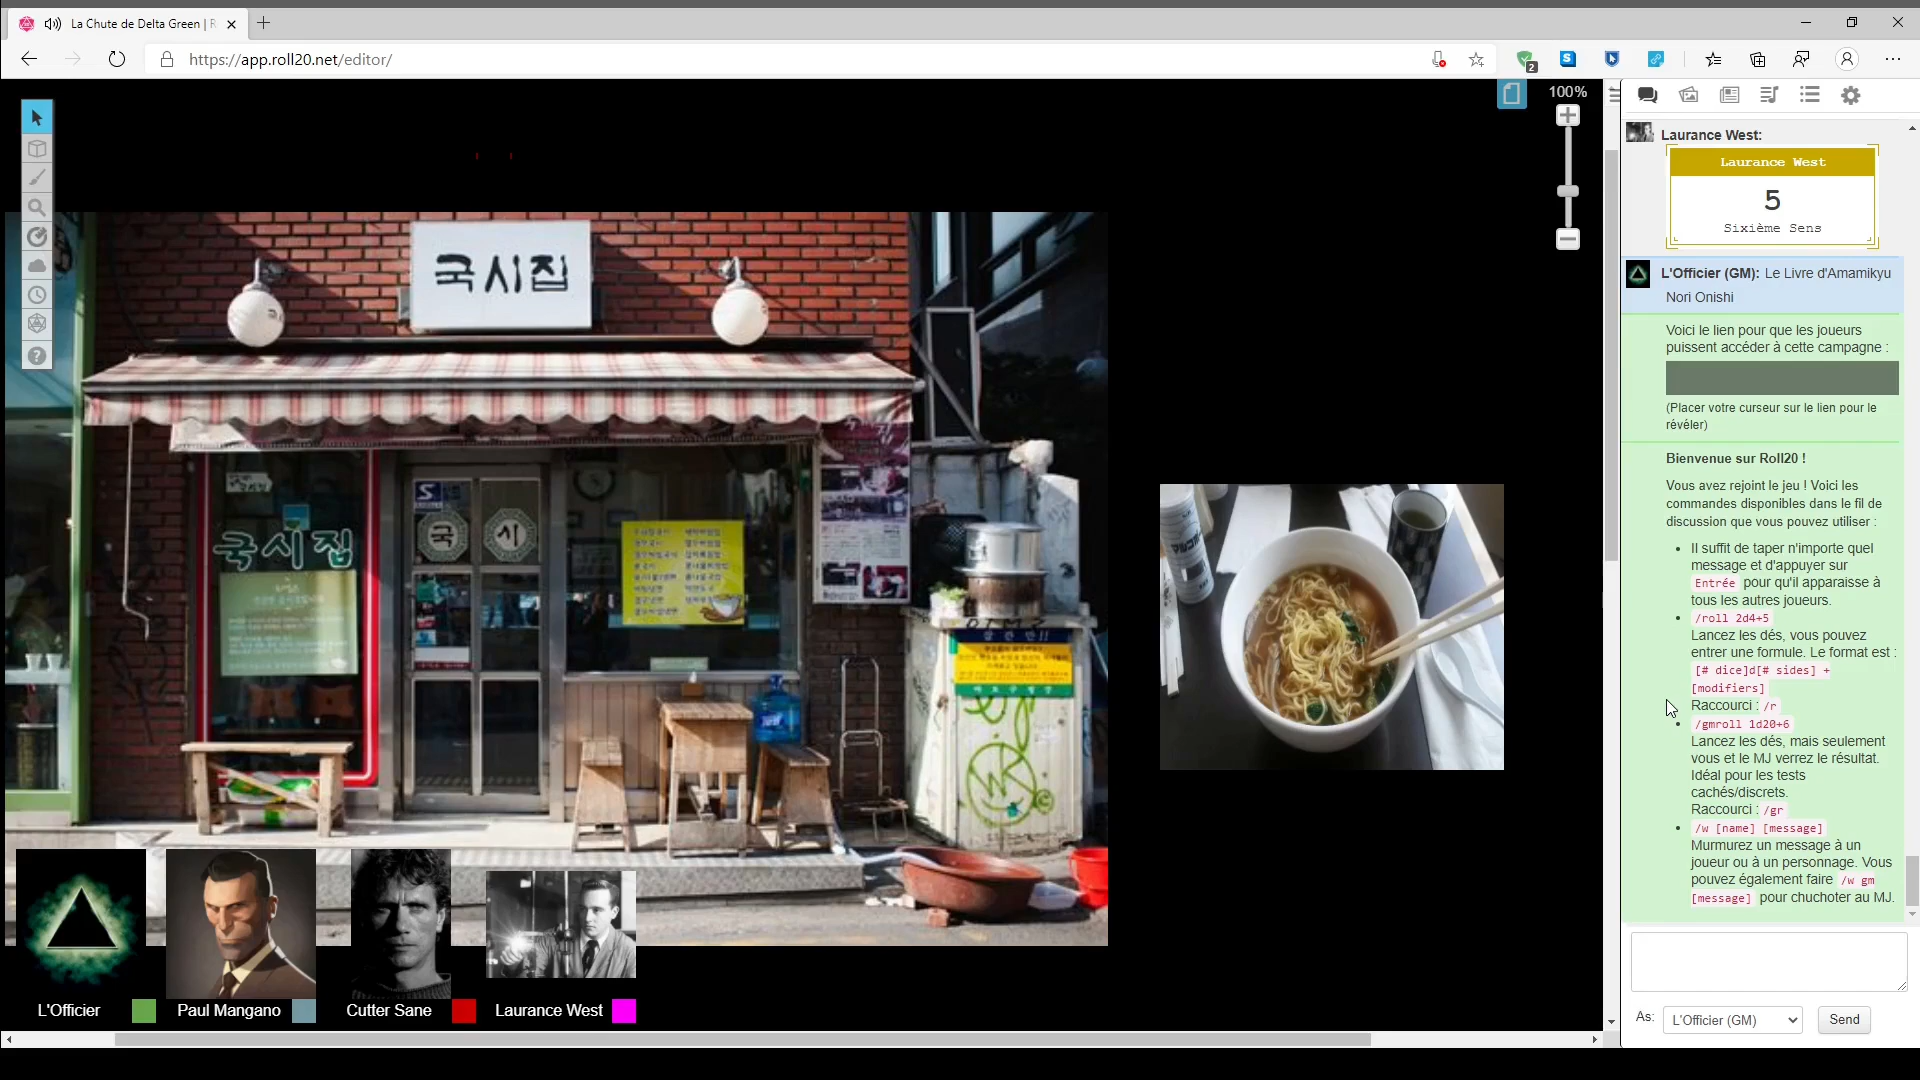 La Chute de Delta Green | R
https://app.roll20.net/editor/
2
100%
국시집
국시집
국
시
Laurance West:
Laurance West
5
Sixième Sens
L'Officier (GM): Le Livre d'Amamikyu
Nori Onishi
Voici le lien pour que les joueurs
puissent accéder à cette campagne :
(Placer votre curseur sur le lien pour le
révéler)
Bienvenue sur Roll20 !
Vous avez rejoint le jeu ! Voici les
commandes disponibles dans le fil de
discussion que vous pouvez utiliser :
Il suffit de taper n'importe quel
message et d'appuyer sur
Entrée pour qu'il apparaisse à
tous les autres joueurs.
/roll 2d4+5
Lancez les dés, vous pouvez
entrer une formule. Le format est :
[# dice]d[# sides] +
[modifiers]
Raccourci : /r
/gmroll 1d20+6
Lancez les dés, mais seulement
vous et le MJ verrez le résultat.
Idéal pour les tests
cachés/discrets.
Raccourci : /gr
/w [name] [message]
Murmurez un message à un
joueur ou à un personnage. Vous
pouvez également faire /w gm
[message] pour chuchoter au MJ.
L'Officier
Paul Mangano
Cutter Sane
Laurance West
As:
L'Officier (GM)
Send